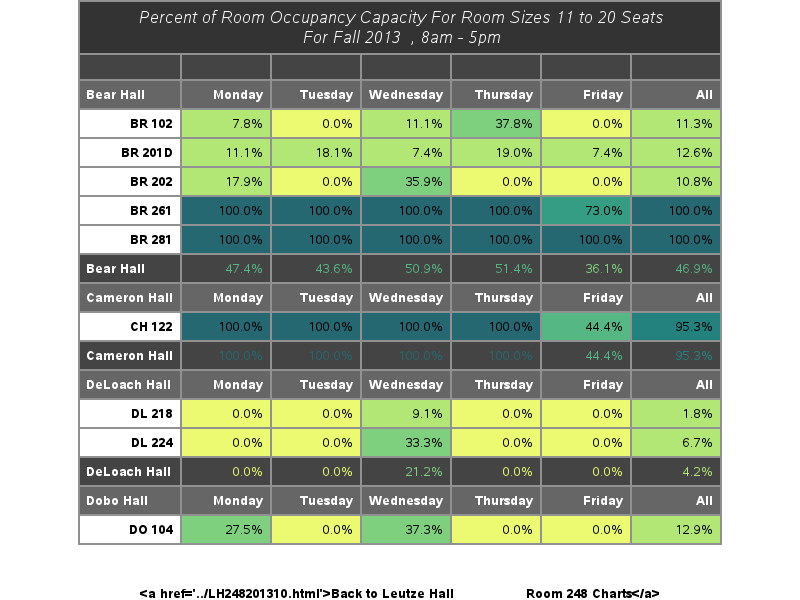 Percent of Room Occupancy Capacity For Room Sizes 11 to 20 Seats
For Fall 2013 , 8am - 5pm
Bear Hall Monday Tuesday Wednesday Thursday Friday All
BR 102 7.8% 0.0% 11.1% 37.8% 0.0% 11.3%
BR 201D 11.1% 18.1% 7.4% 19.0% 7.4% 12.6%
BR 202 17.9% 0.0% 35.9% 0.0% 0.0% 10.8%
BR 261 100.0% 100.0% 100.0% 100.0% 73.0% 100.0%
BR 281 100.0% 100.0% 100.0% 100.0% 100.0% 100.0%
Bear Hall 47.4% 43.6% 50.9% 51.4% 36.1% 46.9%
Cameron Hall Monday Tuesday Wednesday Thursday Friday All
CH 122 100.0% 100.0% 100.0% 100.0% 44.4% 95.3%
Cameron Hall 100.0% 100.0% 100.0% 100.0% 44.4% 95.3%
DeLoach Hall Monday Tuesday Wednesday Thursday Friday All
DL 218 0.0% 0.0% 9.1% 0.0% 0.0% 1.8%
DL 224 0.0% 0.0% 33.3% 0.0% 0.0% 6.7%
DeLoach Hall 0.0% 0.0% 21.2% 0.0% 0.0% 4.2%
Dobo Hall Monday Tuesday Wednesday Thursday Friday All
DO 104 27.5% 0.0% 37.3% 0.0% 0.0% 12.9%
<a href='../LH248201310.html'>Back to Leutze Hall Room 248 Charts</a>